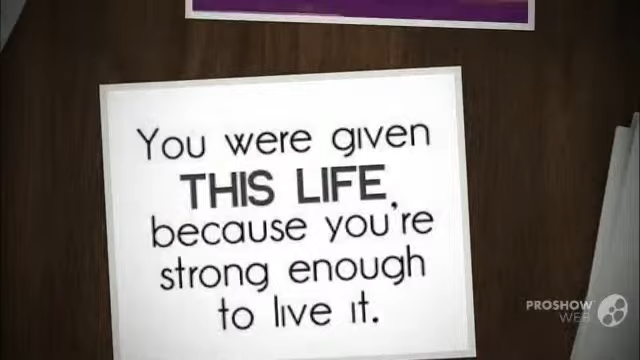 You were given
THIS LIFE,
because you're
strong enough
to live it.
PROSHOW
WEB